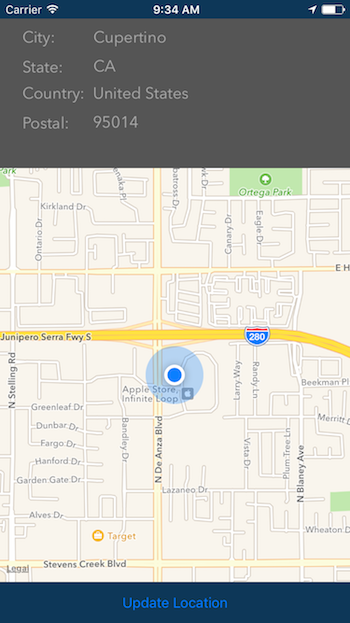 Carrier 9:34 AM
City: Cupertino
State: CA
Country: United States
Postal: 95014
Park
Ortega Park
Kirkland Dr
Ontario Dr
Canary Dr
Eagle Dr
E H
Junipero Serra Fwy S
280
N Stelling Rd
Apple Store,
Infinite Loop
Larry Way
Randy Ln
Beekman Pl
Greenleaf Dr
Merritt D
Dunbar Dr
Bandley Dr
N De Anza Blvd
Fargo Dr
Vista Dr
Plum Tree Ln
N Blaney Ave
Hanford Dr
Garden Gate Dr
Lazaneo Dr
Alves Dr
Target
Wheaton D
Legal
Stevens Creek Blvd
Update Location